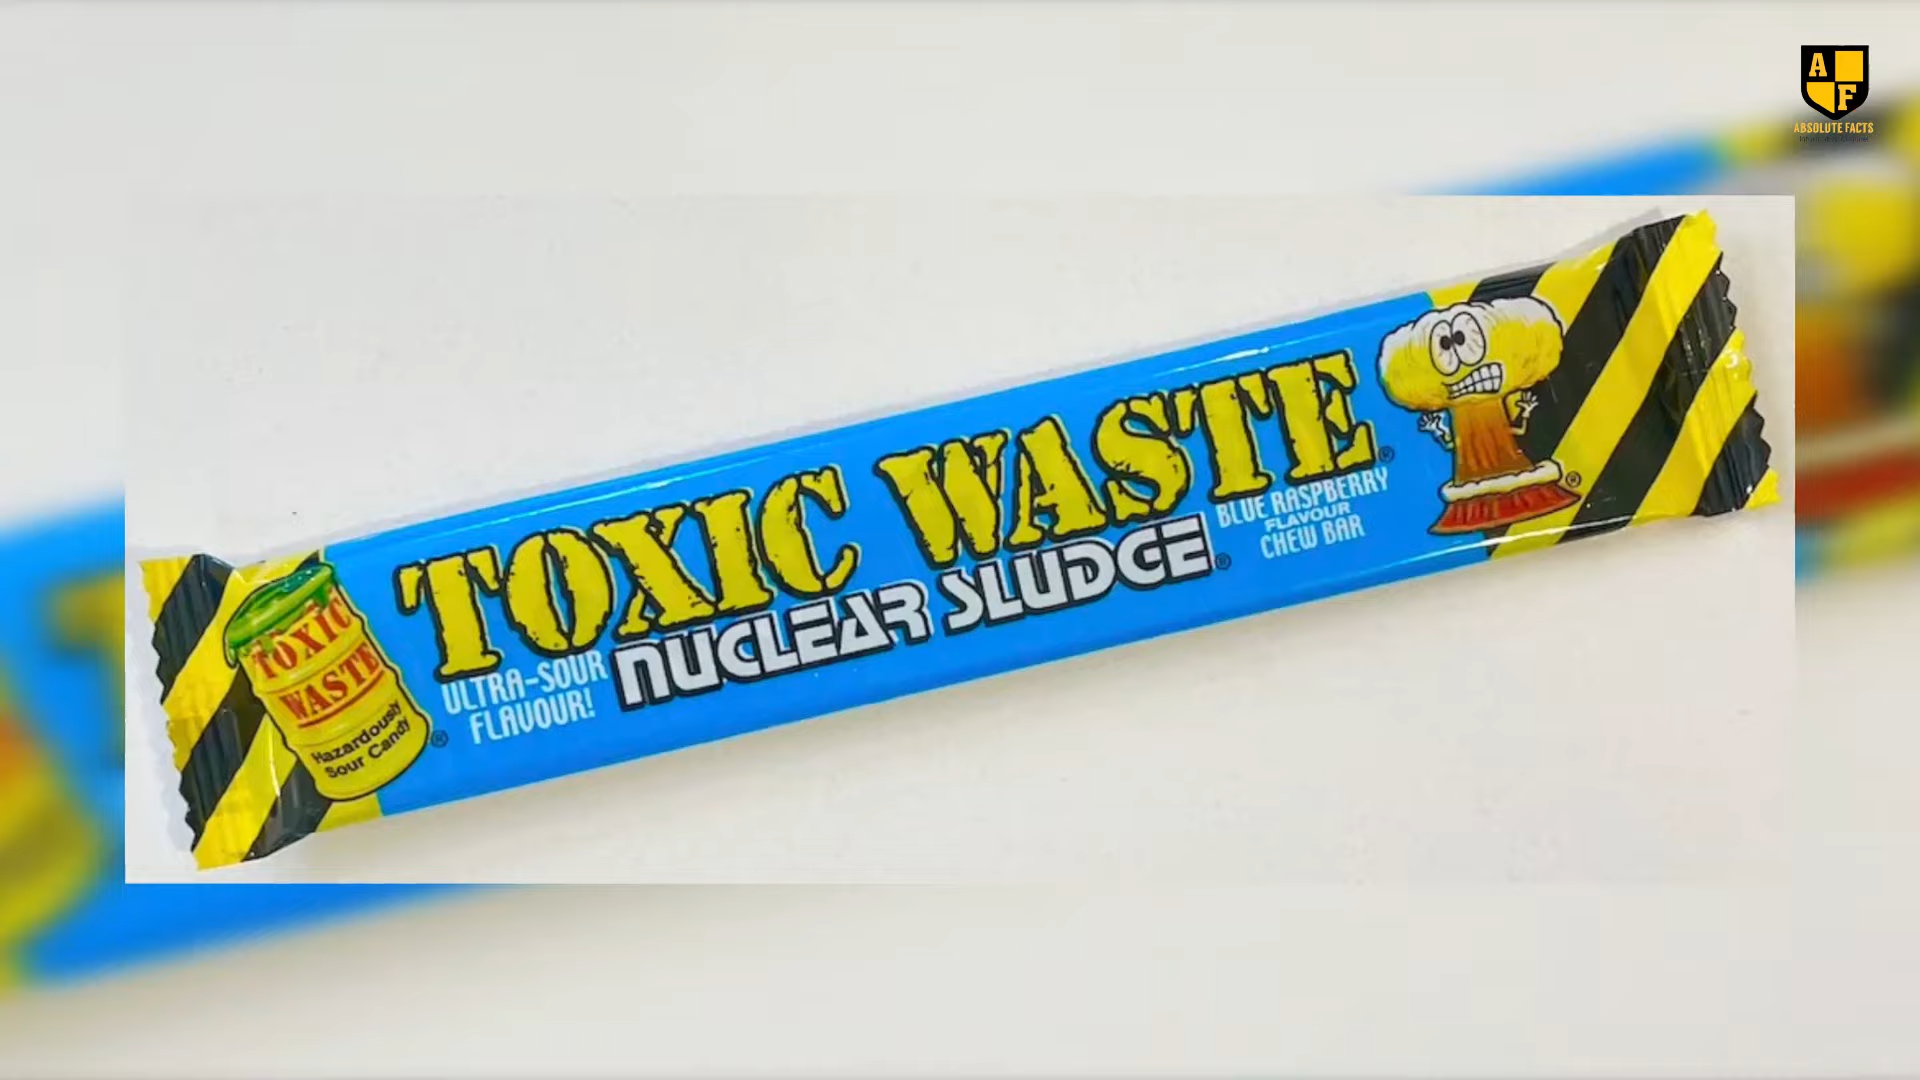 A
F
ABSOLUTE FACTS
TOXIC WASTE®
NUCLEAR SLUDGE®
ULTRA-SOUR
FLAVOUR!
BLUE RASPBERRY
FLAVOUR
CHEW BAR
TOXIC
WASTE
Hazardously
Sour Candy
®
®